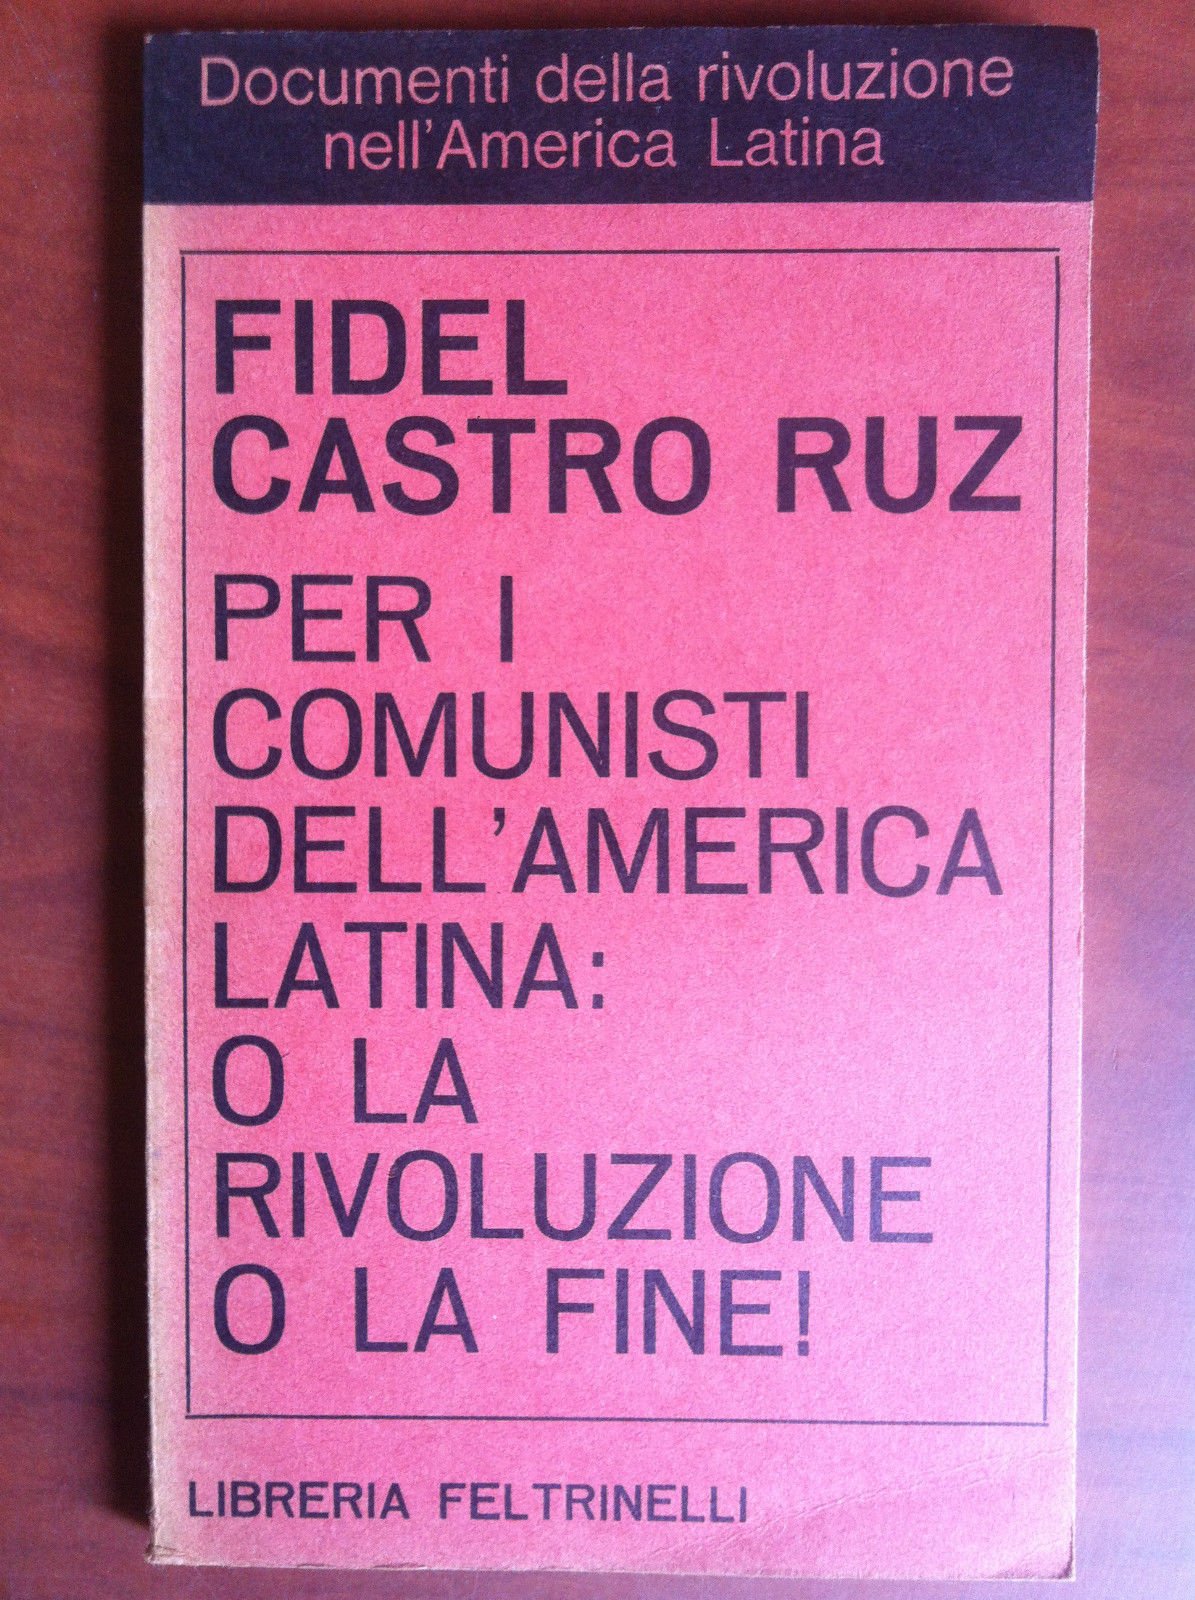 Documenti della rivoluzione
nell'America Latina
FIDEL
CASTRO RUZ
PER I
COMUNISTI
DELL'AMERICA
LATINA:
O LA
RIVOLUZIONE
O LA FINE!
LIBRERIA FELTRINELLI